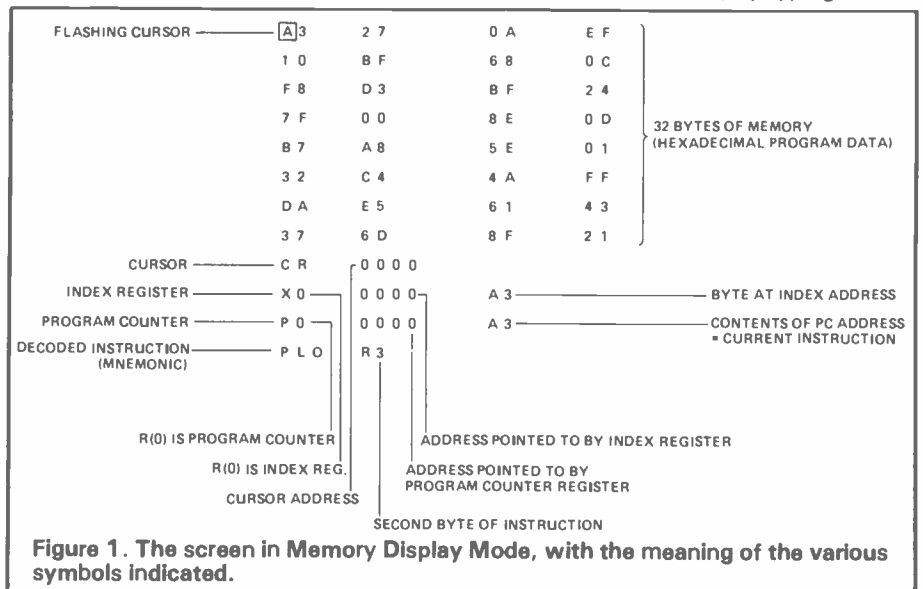 FLASHING CURSOR A3 27 0A EF
10 BF 68 0C
F8 D3 BF 24
7F 00 8E 0D
32 BYTES OF MEMORY
(HEXADECIMAL PROGRAM DATA)
B7 A8 5E 01
32 C4 4A FF
DA E5 61 43
37 6D 8F 21
CURSOR CR 0000
INDEX REGISTER X0 0000 A3 BYTE AT INDEX ADDRESS
PROGRAM COUNTER P0 0000 A3 CONTENTS OF PC ADDRESS
= CURRENT INSTRUCTION
DECODED INSTRUCTION PLO R3
(MNEMONIC)
R(0) IS PROGRAM COUNTER ADDRESS POINTED TO BY INDEX REGISTER
R(0) IS INDEX REG. ADDRESS POINTED TO BY
PROGRAM COUNTER REGISTER
CURSOR ADDRESS
SECOND BYTE OF INSTRUCTION
Figure 1. The screen in Memory Display Mode, with the meaning of the various
symbols indicated.